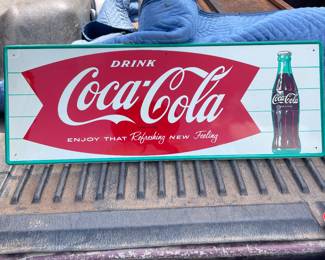 DRINK
Coca-Cola
ENJOY THAT Refreshing NEW Feeling
Coca-Cola